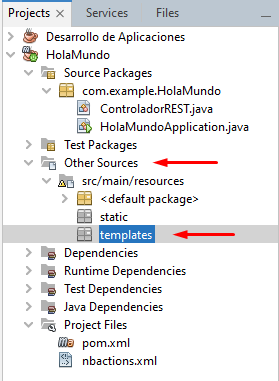 Projects × Services Files
Desarrollo de Aplicaciones
HolaMundo
Source Packages
com.example.HolaMundo
ControladorREST.java
HolaMundoApplication.java
Test Packages
Other Sources
src/main/resources
<default package>
static
templates
Dependencies
Runtime Dependencies
Test Dependencies
Java Dependencies
Project Files
pom.xml
nbactions.xml